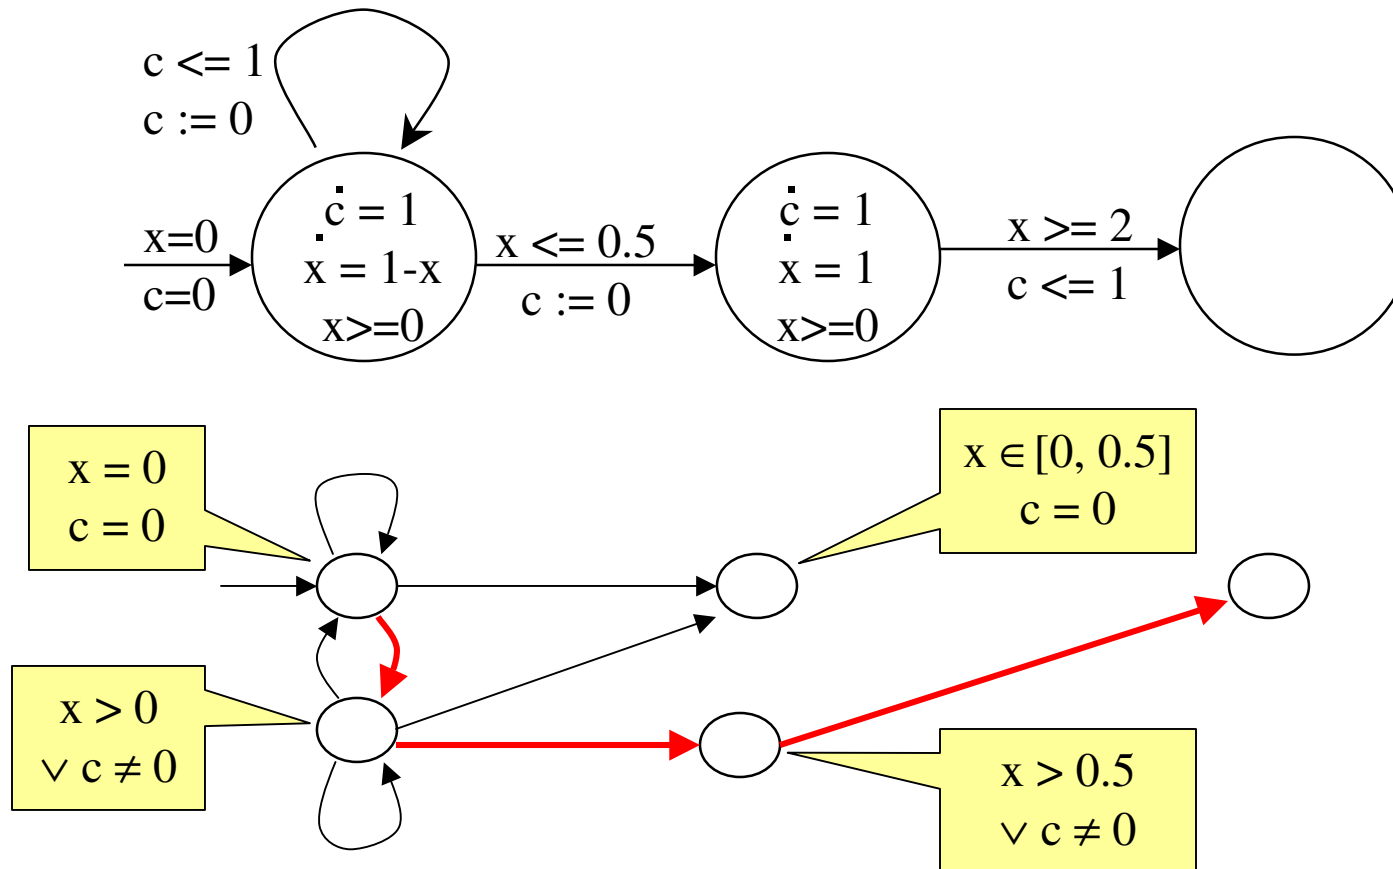 c <= 1
c := 0
x=0
c=0
ċ = 1
ẋ = 1-x
x>=0
x <= 0.5
c := 0
ċ = 1
ẋ = 1
x>=0
x >= 2
c <= 1
x = 0
c = 0
x ∈ [0, 0.5]
c = 0
x > 0
∨ c ≠ 0
x > 0.5
∨ c ≠ 0